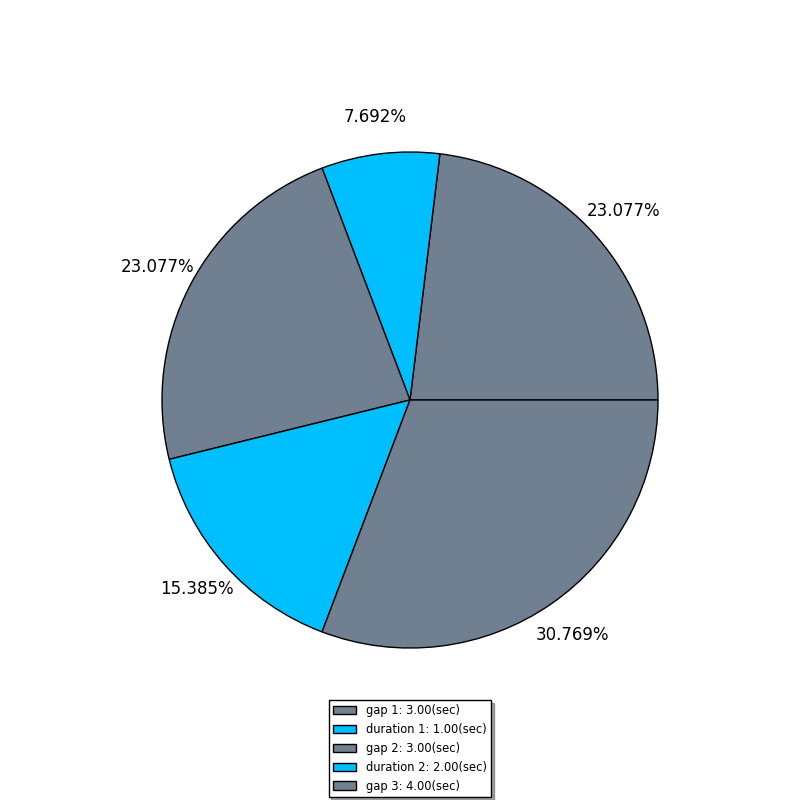 7.692%
23.077%
23.077%
15.385%
30.769%
gap 1: 3.00(sec)
duration 1: 1.00(sec)
gap 2: 3.00(sec)
duration 2: 2.00(sec)
gap 3: 4.00(sec)